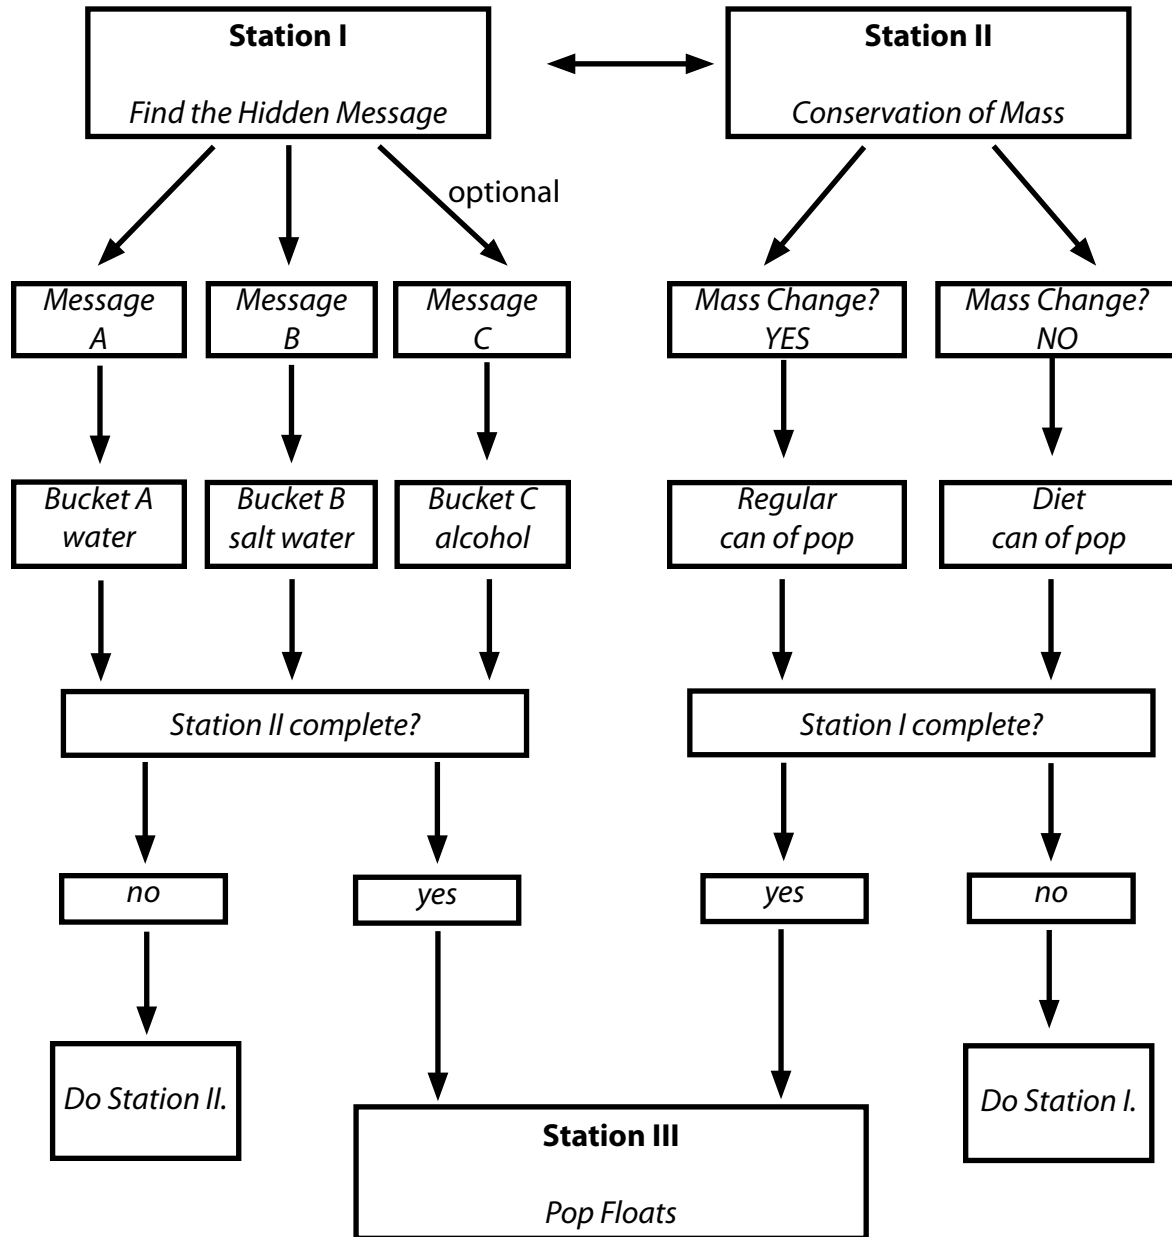 Station I
Find the Hidden Message
Station II
Conservation of Mass
optional
Message
A
Message
B
Message
C
Mass Change?
YES
Mass Change?
NO
Bucket A
water
Bucket B
salt water
Bucket C
alcohol
Regular
can of pop
Diet
can of pop
Station II complete?
Station I complete?
no
yes
yes
no
Do Station II.
Do Station I.
Station III
Pop Floats